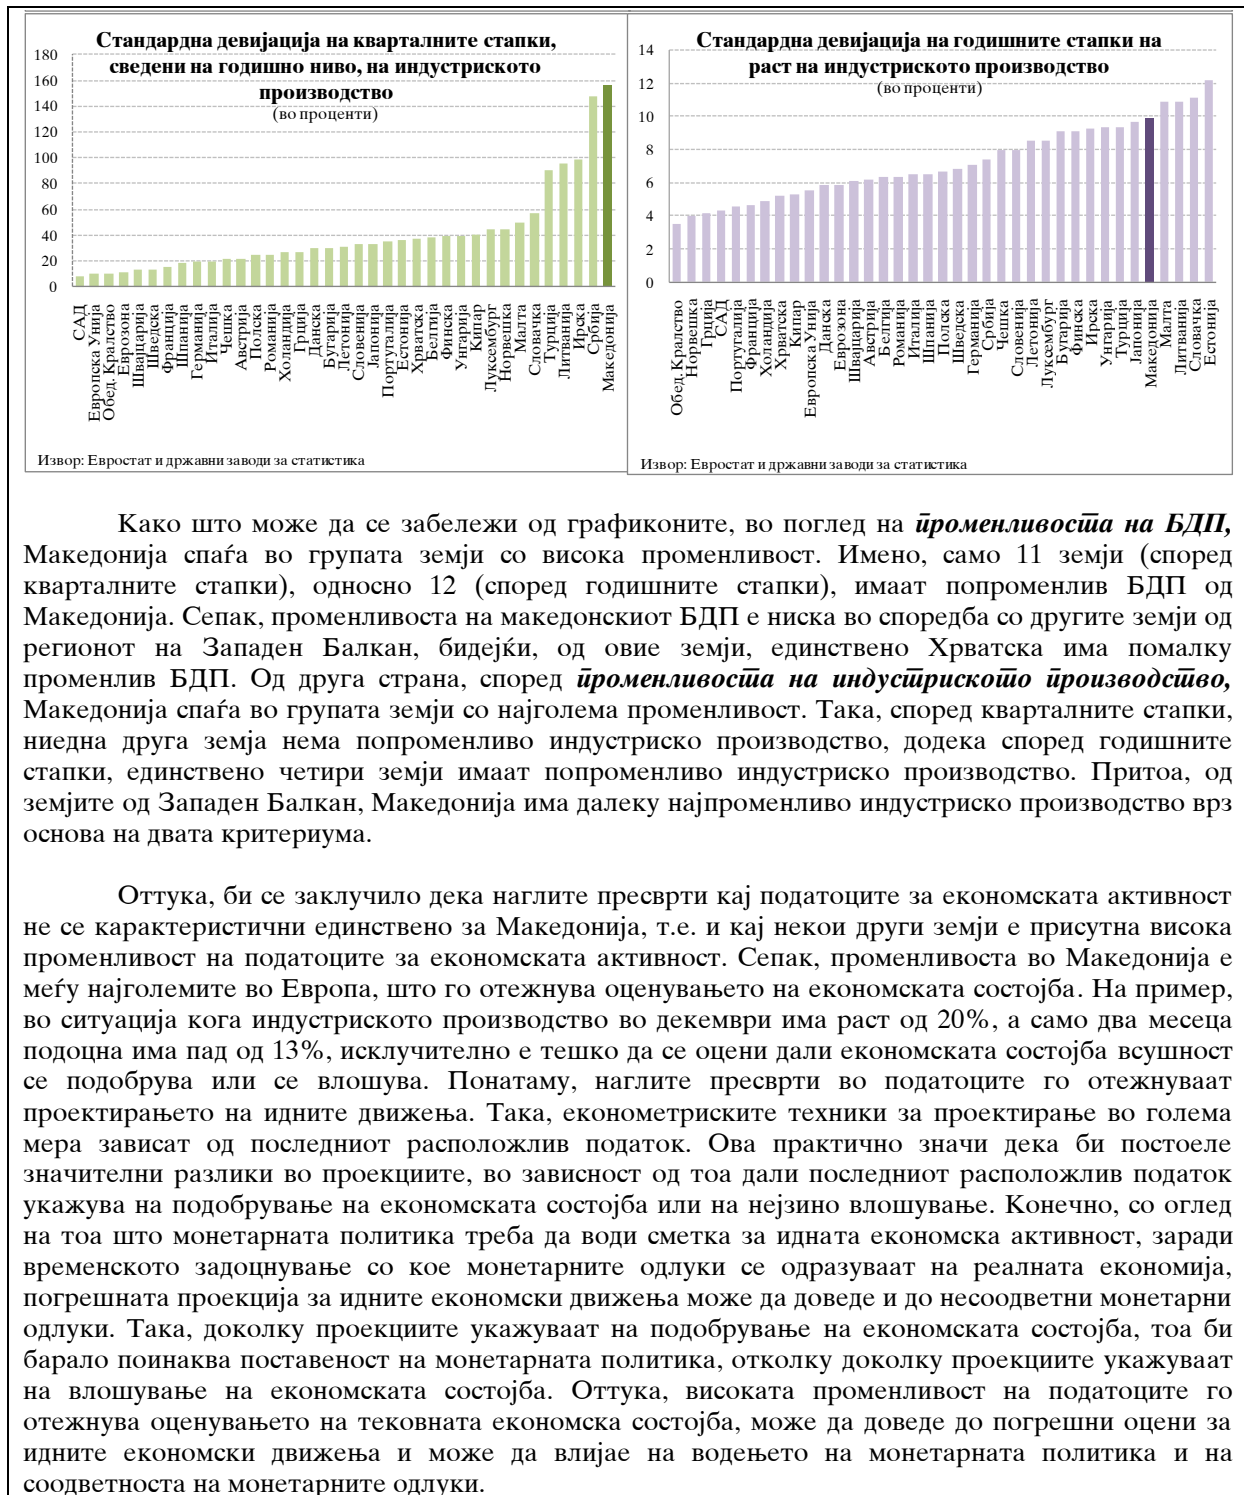 Стандардна девијација на кварталните стапки,
сведени на годишно ниво, на индустриското
производство
(во проценти)
180
160
140
120
100
80
60
40
20
0
САД
Европска Унија
Обед. Кралство
Еврозона
Швајцарија
Шведска
Франција
Шпанија
Германија
Италија
Чешка
Австрија
Полска
Романија
Холандија
Грција
Данска
Бугарија
Летонија
Словенија
Јапонија
Португалија
Естонија
Хрватска
Белгија
Финска
Унгарија
Кипар
Луксембург
Норвешка
Малта
Словачка
Турција
Литванија
Ирска
Србија
Македонија
Извор: Евростат и државни заводи за статистика
Стандардна девијација на годишните стапки на
раст на индустриското производство
(во проценти)
14
12
10
8
6
4
2
0
Обед. Кралство
Норвешка
Грција
САД
Португалија
Франција
Холандија
Хрватска
Кипар
Европска Унија
Данска
Еврозона
Швајцарија
Австрија
Белгија
Романија
Италија
Шпанија
Полска
Шведска
Германија
Србија
Чешка
Словенија
Летонија
Луксембург
Бугарија
Финска
Ирска
Унгарија
Турција
Јапонија
Македонија
Малта
Литванија
Словачка
Естонија
Извор: Евростат и државни заводи за статистика
Како што може да се забележи од графиконите, во поглед на променливоста на БДП,
Македонија спаѓа во групата земји со висока променливост. Имено, само 11 земји (според
кварталните стапки), односно 12 (според годишните стапки), имаат попроменлив БДП од
Македонија. Сепак, променливоста на македонскиот БДП е ниска во споредба со другите земји од
регионот на Западен Балкан, бидејќи, од овие земји, единствено Хрватска има помалку
променлив БДП. Од друга страна, според променливоста на индустриското производство,
Македонија спаѓа во групата земји со најголема променливост. Така, според кварталните стапки,
ниедна друга земја нема попроменливо индустриско производство, додека според годишните
стапки, единствено четири земји имаат попроменливо индустриско производство. Притоа, од
земјите од Западен Балкан, Македонија има далеку најпроменливо индустриско производство врз
основа на двата критериума.
Оттука, би се заклучило дека наглите пресврти кај податоците за економската активност
не се карактеристични единствено за Македонија, т.е. и кај некои други земји е присутна висока
променливост на податоците за економската активност. Сепак, променливоста во Македонија е
меѓу најголемите во Европа, што го отежнува оценувањето на економската состојба. На пример,
во ситуација кога индустриското производство во декември има раст од 20%, а само два месеца
подоцна има пад од 13%, исклучително е тешко да се оцени дали економската состојба всушност
се подобрува или се влошува. Понатаму, наглите пресврти во податоците го отежнуваат
проектирањето на идните движења. Така, економетриските техники за проектирање во голема
мера зависат од последниот расположлив податок. Ова практично значи дека би постоеле
значителни разлики во проекциите, во зависност од тоа дали последниот расположлив податок
укажува на подобрување на економската состојба или на нејзино влошување. Конечно, со оглед
на тоа што монетарната политика треба да води сметка за идната економска активност, заради
временското задоцнување со кое монетарните одлуки се одразуваат на реалната економија,
погрешната проекција за идните економски движења може да доведе и до несоодветни монетарни
одлуки. Така, доколку проекциите укажуваат на подобрување на економската состојба, тоа би
барало поинаква поставеност на монетарната политика, отколку доколку проекциите укажуваат
на влошување на економската состојба. Оттука, високата променливост на податоците го
отежнува оценувањето на тековната економска состојба, може да доведе до погрешни оцени за
идните економски движења и може да влијае на водењето на монетарната политика и на
соодветноста на монетарните одлуки.